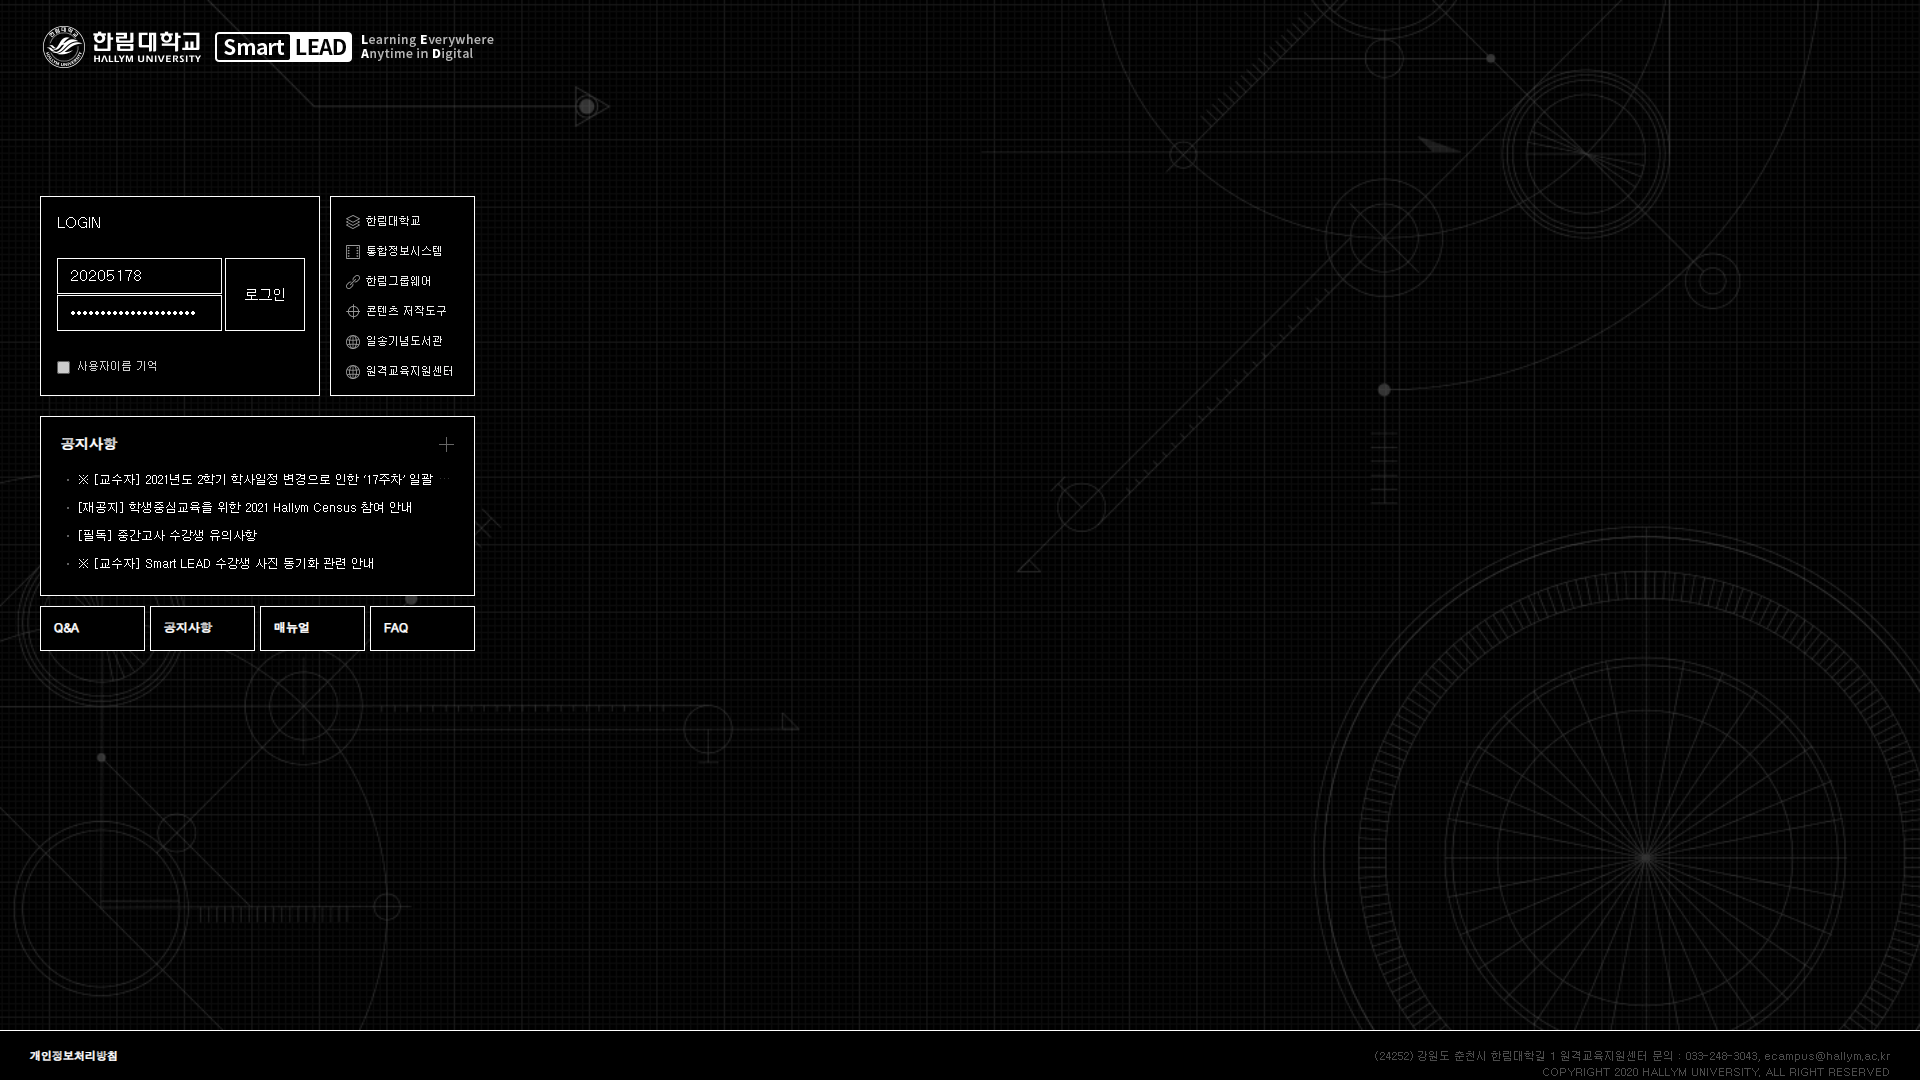 한림대학교
HALLYM UNIVERSITY
Smart LEAD
Learning Everywhere
Anytime in Digital
LOGIN
20205178
로그인
사용자이름 기억
한림대학교
통합정보시스템
한림그룹웨어
콘텐츠 저작도구
일송기념도서관
원격교육지원센터
공지사항
※ [교수자] 2021년도 2학기 학사일정 변경으로 인한 '17주차' 일괄 ...
[재공지] 학생중심교육을 위한 2021 Hallym Census 참여 안내
[필독] 중간고사 수강생 유의사항
※ [교수자] Smart LEAD 수강생 사진 동기화 관련 안내
Q&A
공지사항
매뉴얼
FAQ
개인정보처리방침
(24252) 강원도 춘천시 한림대학길 1 원격교육지원센터 문의 : 033-248-3043, ecampus@hallym.ac.kr
COPYRIGHT 2020 HALLYM UNIVERSITY, ALL RIGHT RESERVED